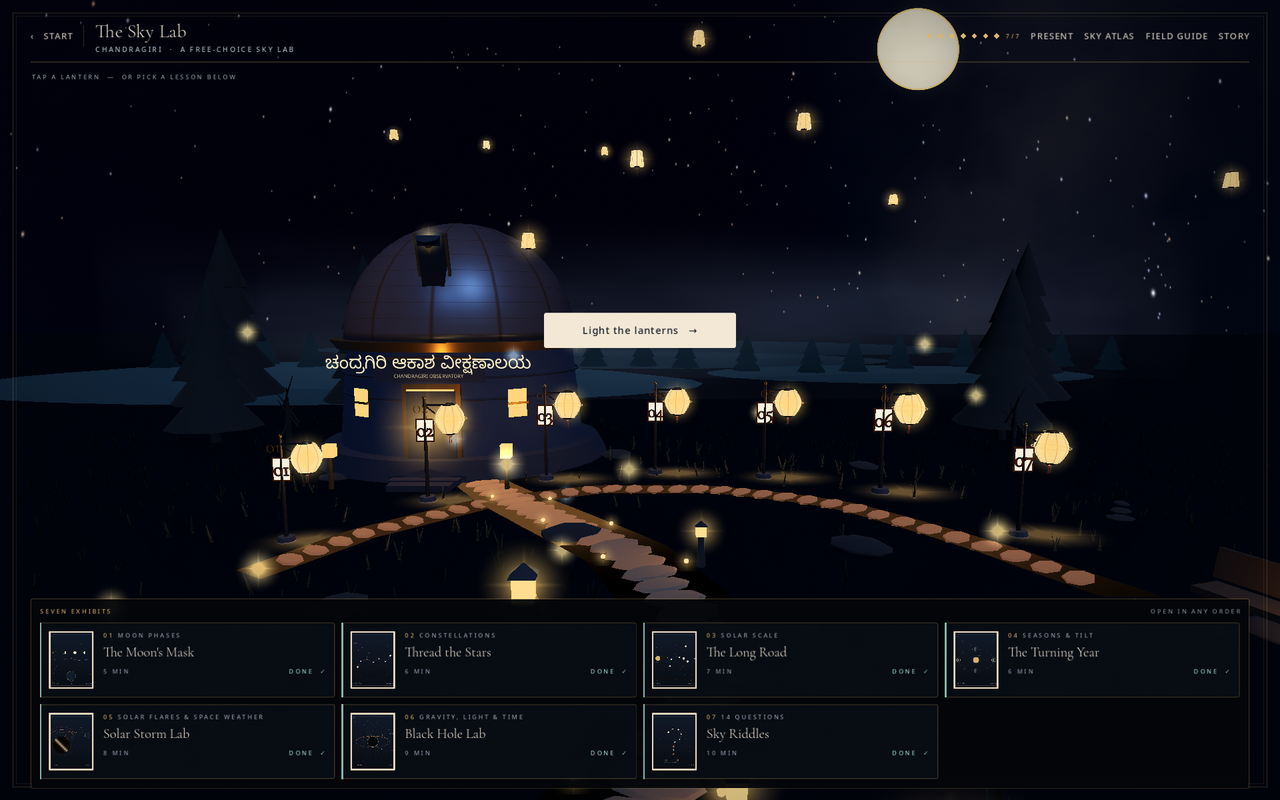 ‹ START
The Sky Lab
CHANDRAGIRI · A FREE-CHOICE SKY LAB
7/7 PRESENT SKY ATLAS FIELD GUIDE STORY
TAP A LANTERN — OR PICK A LESSON BELOW
Light the lanterns →
ಚಂದ್ರಗಿರಿ ಆಕಾಶ ವೀಕ್ಷಣಾಲಯ
CHANDRAGIRI OBSERVATORY
01
02
03
04
05
06
07
SEVEN EXHIBITS
OPEN IN ANY ORDER
01 MOON PHASES
The Moon's Mask
5 MIN DONE ✓
02 CONSTELLATIONS
Thread the Stars
6 MIN DONE ✓
03 SOLAR SCALE
The Long Road
7 MIN DONE ✓
04 SEASONS & TILT
The Turning Year
6 MIN DONE ✓
05 SOLAR FLARES & SPACE WEATHER
Solar Storm Lab
8 MIN DONE ✓
06 GRAVITY, LIGHT & TIME
Black Hole Lab
9 MIN DONE ✓
07 14 QUESTIONS
Sky Riddles
10 MIN DONE ✓